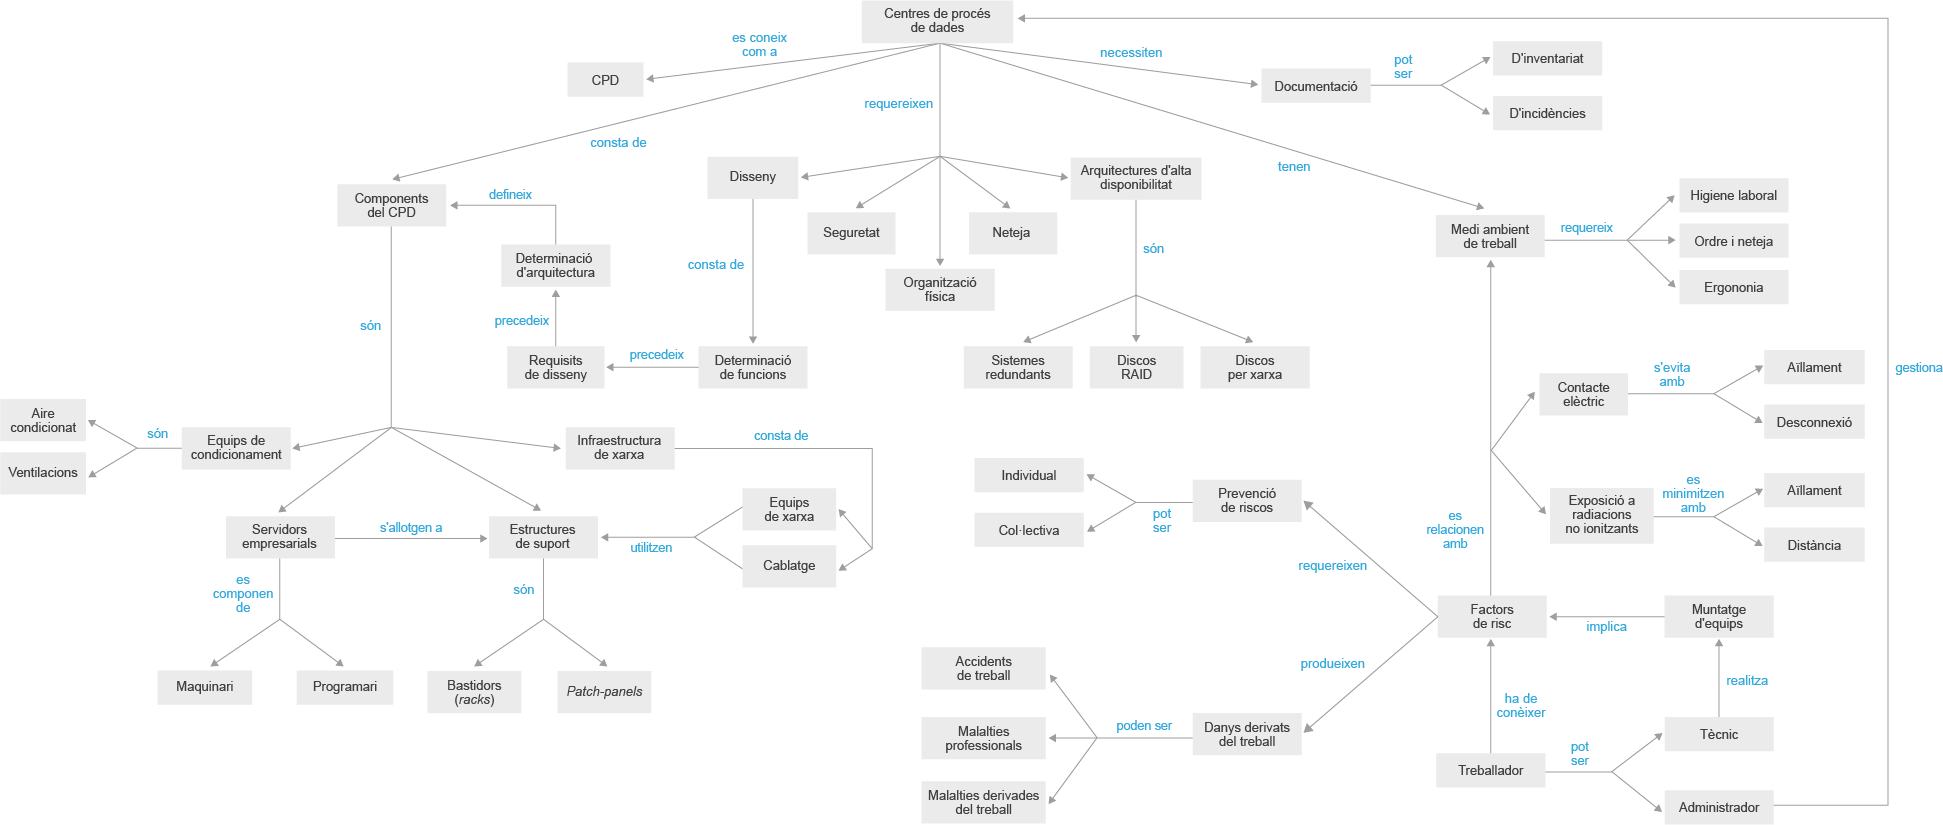 Centres de procés
de dades
es coneix
com a
CPD
necessiten
Documentació
pot
ser
D'inventariat
D'incidències
requereixen
consta de
tenen
Disseny
Seguretat
Organització
física
Neteja
Arquitectures d'alta
disponibilitat
són
Sistemes
redundants
Discos
RAID
Discos
per xarxa
Components
del CPD
defineix
Determinació
d'arquitectura
precedeix
Requisits
de disseny
precedeix
Determinació
de funcions
consta de
Medi ambient
de treball
requereix
Higiene laboral
Ordre i neteja
Ergononia
són
Aire
condicionat
Ventilacions
són
Equips de
condicionament
Infraestructura
de xarxa
consta de
Equips
de xarxa
Cablatge
utilitzen
Servidors
empresarials
s'allotgen a
Estructures
de suport
es
componen
de
Maquinari
Programari
són
Bastidors
(racks)
Patch-panels
Contacte
elèctric
s'evita
amb
Aïllament
Desconnexió
Exposició a
radiacions
no ionitzants
es
minimitzen
amb
Aïllament
Distància
gestiona
es
relacionen
amb
Individual
Col·lectiva
pot
ser
Prevenció
de riscos
requereixen
Factors
de risc
implica
Muntatge
d'equips
realitza
produeixen
Accidents
de treball
Malalties
professionals
Malalties derivades
del treball
poden ser
Danys derivats
del treball
ha de
conèixer
Treballador
pot
ser
Tècnic
Administrador